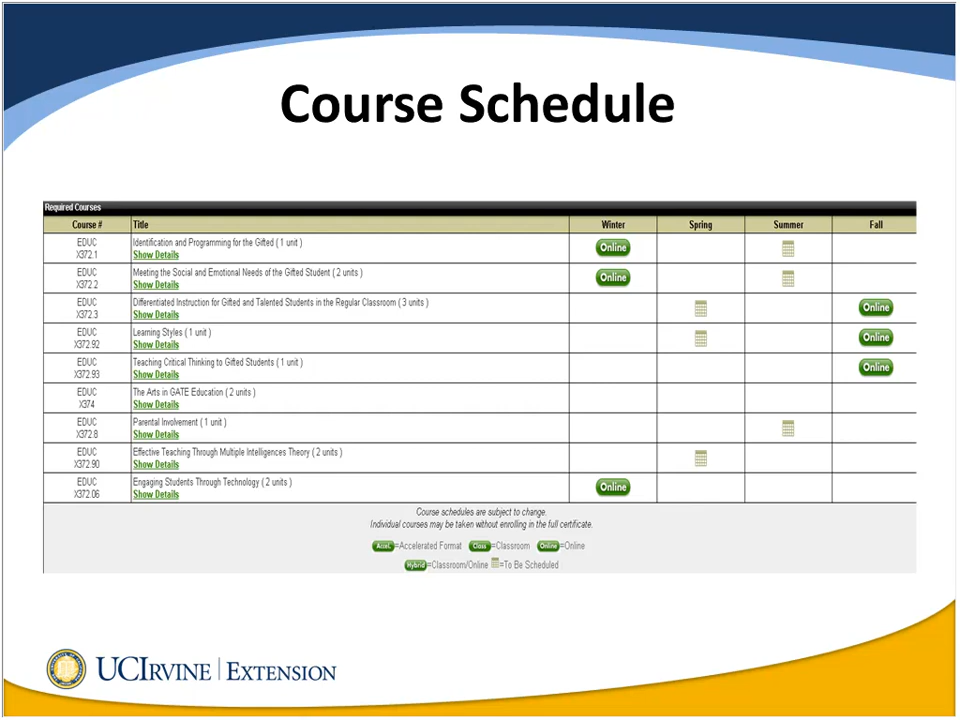 Course Schedule
Required Courses
Course # Title Winter Spring Summer Fall
EDUC X372.1 Identification and Programming for the Gifted ( 1 unit ) Online
Show Details
EDUC X372.2 Meeting the Social and Emotional Needs of the Gifted Student ( 2 units ) Online
Show Details
EDUC X372.3 Differentiated Instruction for Gifted and Talented Students in the Regular Classroom ( 3 units ) Online
Show Details
EDUC X372.92 Learning Styles ( 1 unit ) Online
Show Details
EDUC X372.93 Teaching Critical Thinking to Gifted Students ( 1 unit ) Online
Show Details
EDUC X374 The Arts in GATE Education ( 2 units )
Show Details
EDUC X372.8 Parental Involvement ( 1 unit )
Show Details
EDUC X372.90 Effective Teaching Through Multiple Intelligences Theory ( 2 units )
Show Details
EDUC X372.06 Engaging Students Through Technology ( 2 units ) Online
Show Details
Course schedules are subject to change.
Individual courses may be taken without enrolling in the full certificate.
Accl. =Accelerated Format Class =Classroom Online =Online
Hybrid =Classroom/Online =To Be Scheduled
UCIRVINE | EXTENSION